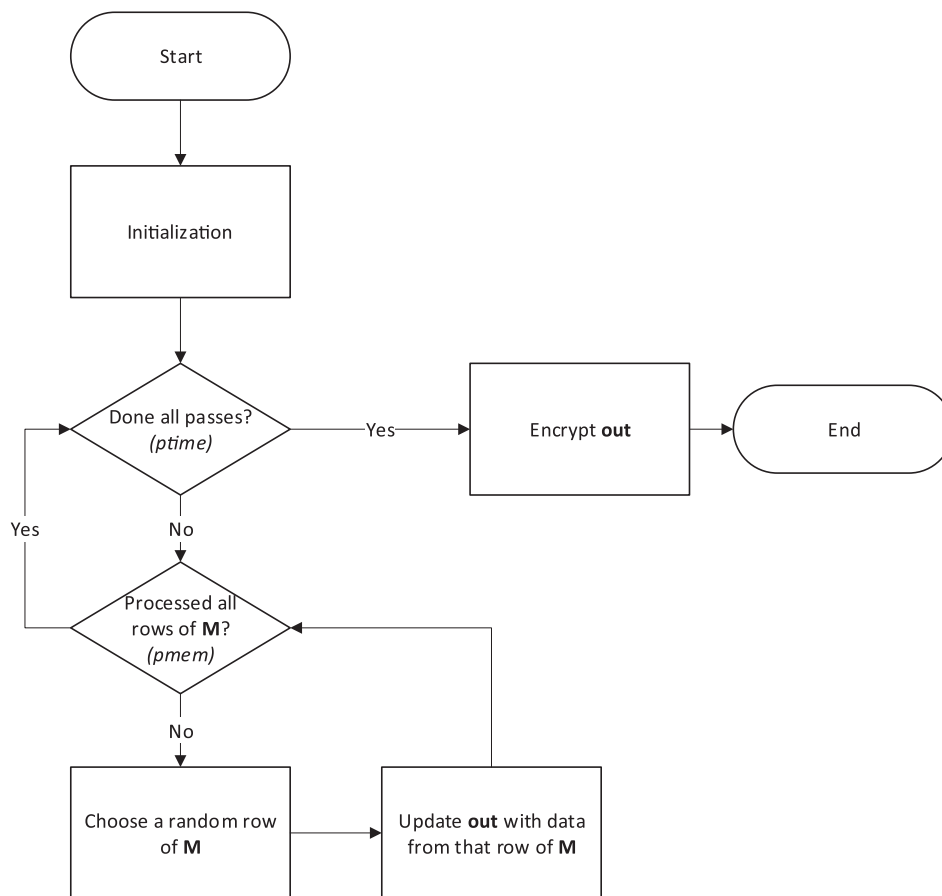 Start
Initialization
Done all passes?
(ptime)
Yes
Encrypt out
End
No
Yes
Processed all
rows of M?
(pmem)
No
Choose a random row
of M
Update out with data
from that row of M